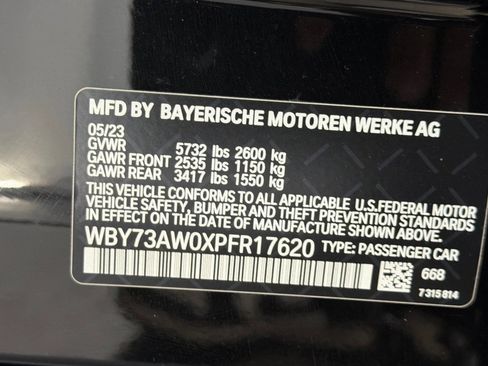 MFD BY BAYERISCHE MOTOREN WERKE AG
05/23
GVWR 5732 lbs 2600 kg
GAWR FRONT 2535 lbs 1150 kg
GAWR REAR 3417 lbs 1550 kg
THIS VEHICLE CONFORMS TO ALL APPLICABLE U.S.FEDERAL MOTOR
VEHICLE SAFETY, BUMPER, AND THEFT PREVENTION STANDARDS
IN EFFECT ON THE DATE OF MANUFACTURE SHOWN ABOVE.
WBY73AW0XPFR17620 TYPE: PASSENGER CAR
668
7315814